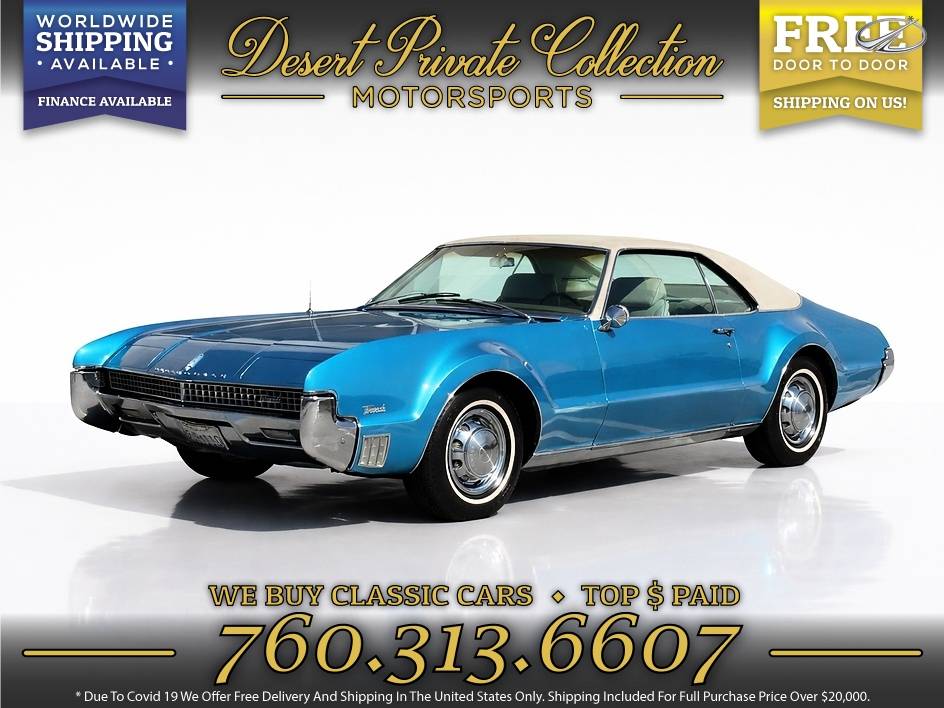 WORLDWIDE
SHIPPING
• AVAILABLE •
FINANCE AVAILABLE
Desert Private Collection
MOTORSPORTS
FREE*
DOOR TO DOOR
SHIPPING ON US!
Toronado
WE BUY CLASSIC CARS • TOP $ PAID
760.313.6607
* Due To Covid 19 We Offer Free Delivery And Shipping In The United States Only. Shipping Included For Full Purchase Price Over $20,000.